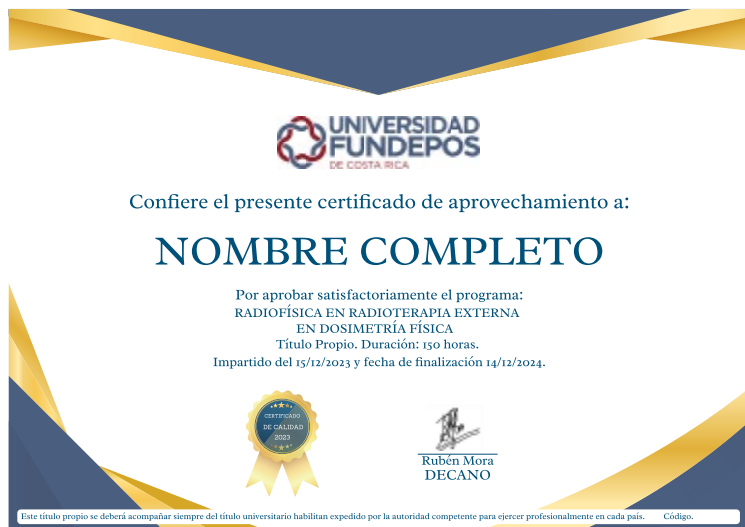 UNIVERSIDAD
FUNDEPOS
DE COSTA RICA
Confiere el presente certificado de aprovechamiento a:
NOMBRE COMPLETO
Por aprobar satisfactoriamente el programa:
RADIOFÍSICA EN RADIOTERAPIA EXTERNA
EN DOSIMETRÍA FÍSICA
Título Propio. Duración: 150 horas.
Impartido del 15/12/2023 y fecha de finalización 14/12/2024.
CERTIFICADO
DE CALIDAD
2023
Rubén Mora
DECANO
Este título propio se deberá acompañar siempre del título universitario habilitan expedido por la autoridad competente para ejercer profesionalmente en cada país. Código.